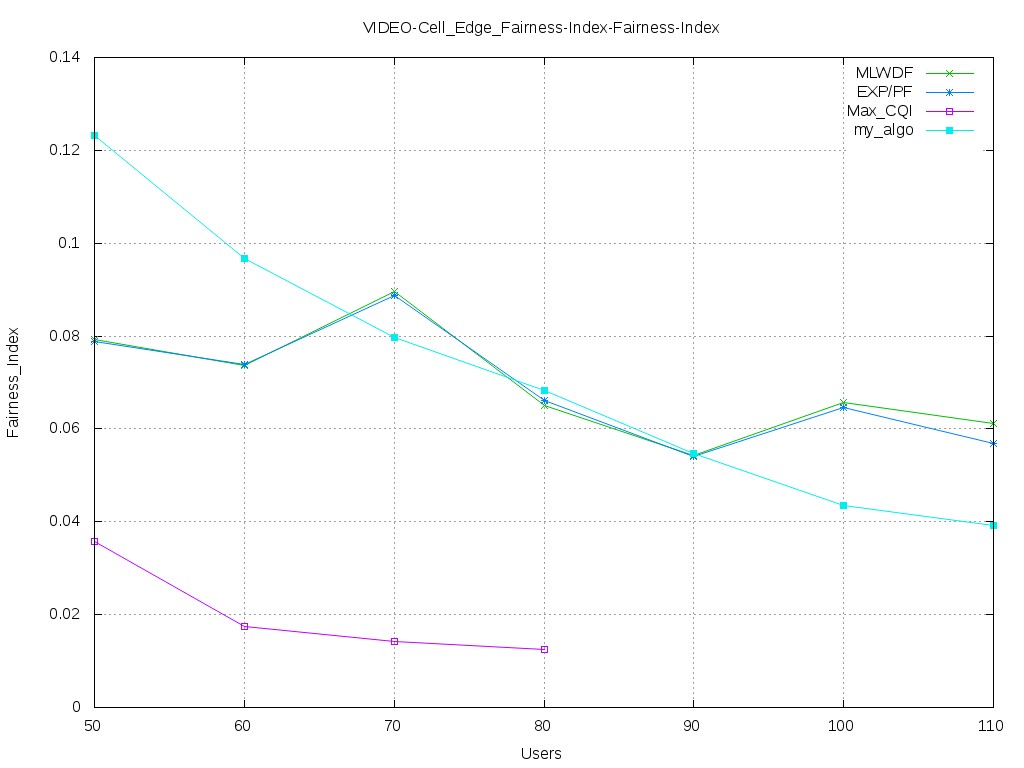 VIDEO-Cell_Edge_Fairness-Index-Fairness-Index
0.14
MLWDF
EXP/PF
Max_CQI
my_algo
0.12
0.1
0.08
Fairness_Index
0.06
0.04
0.02
0
50 60 70 80 90 100 110
Users